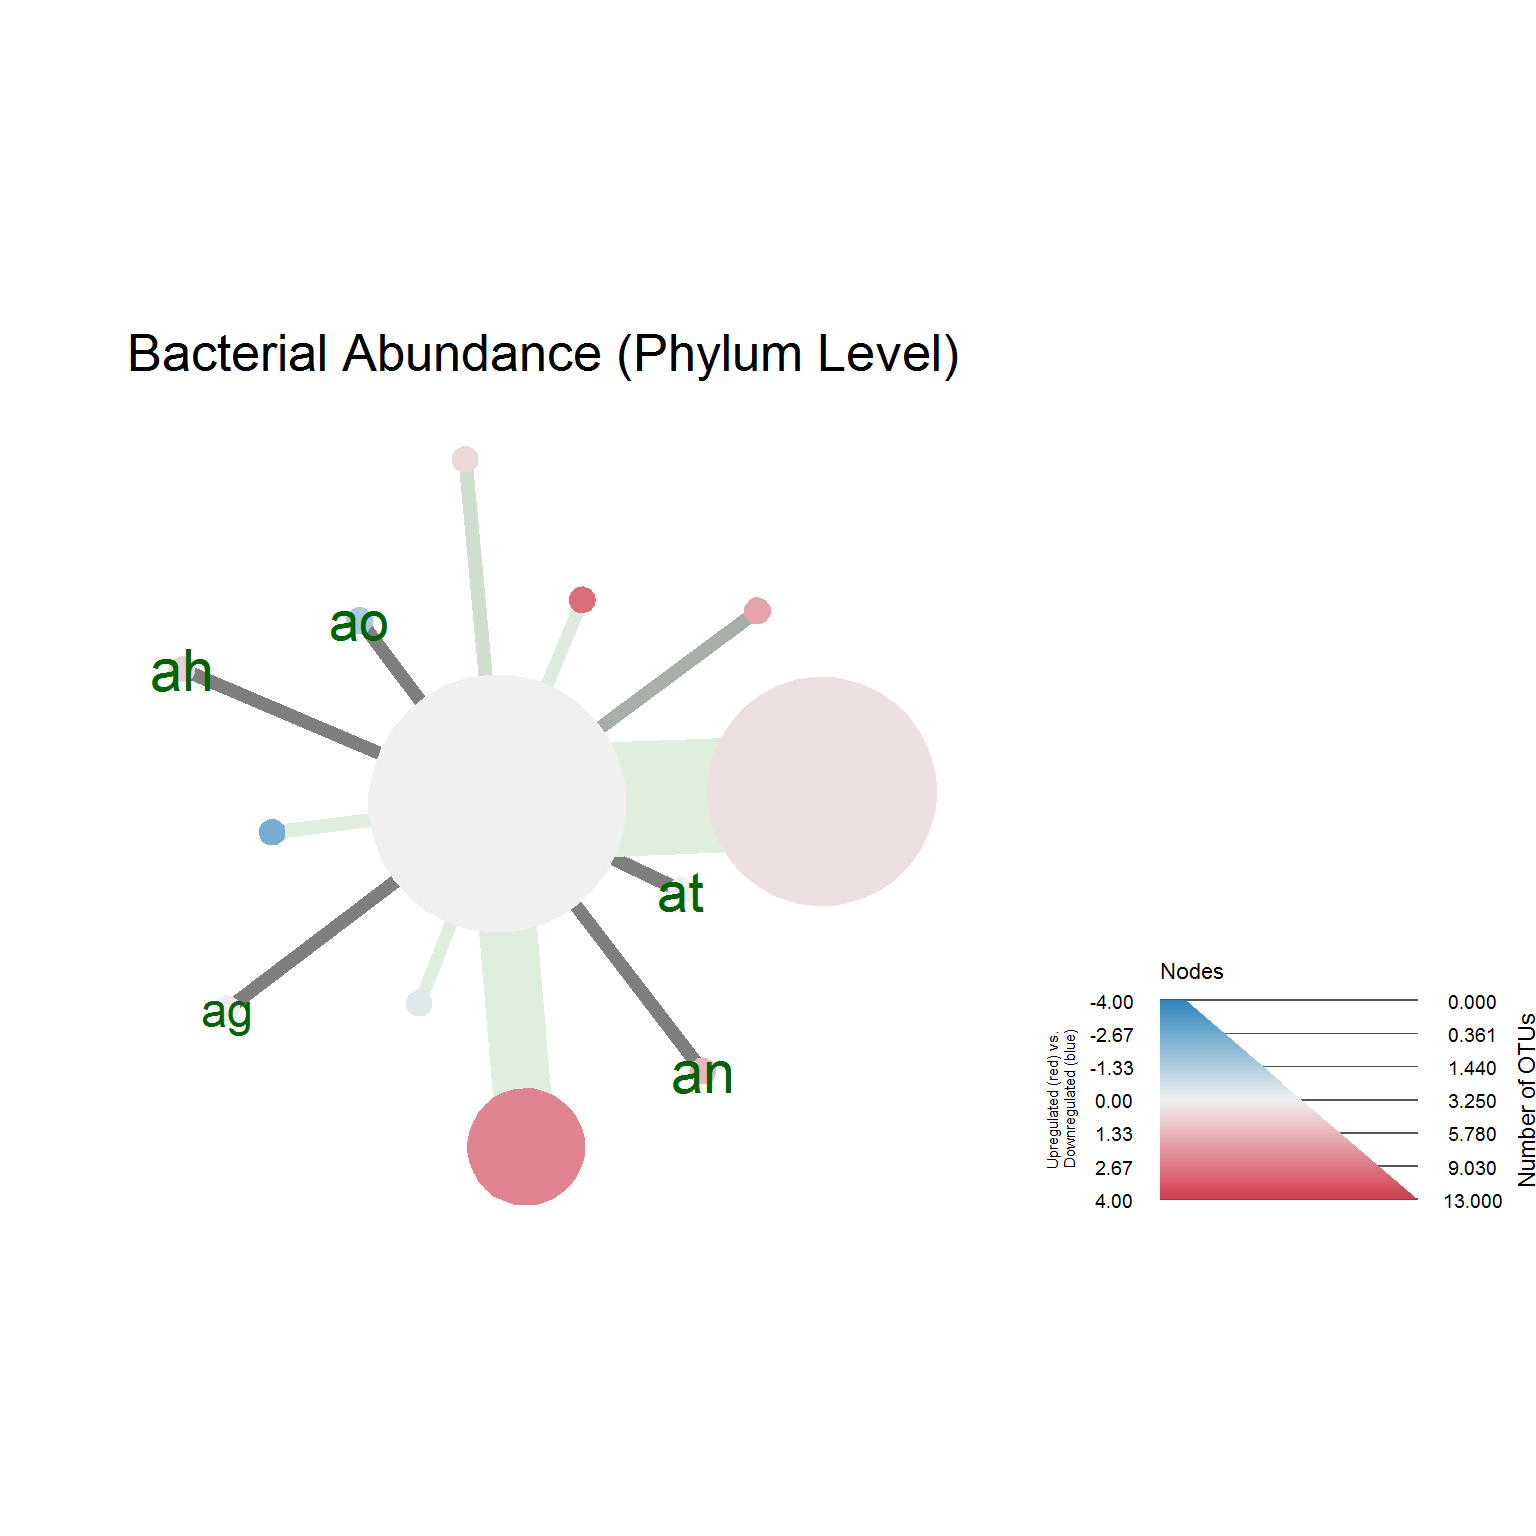 Bacterial Abundance (Phylum Level)
ao
ah
at
ag
an
Nodes
Upregulated (red) vs.
Downregulated (blue)
-4.00
-2.67
-1.33
0.00
1.33
2.67
4.00
0.000
0.361
1.440
3.250
5.780
9.030
13.000
Number of OTUs